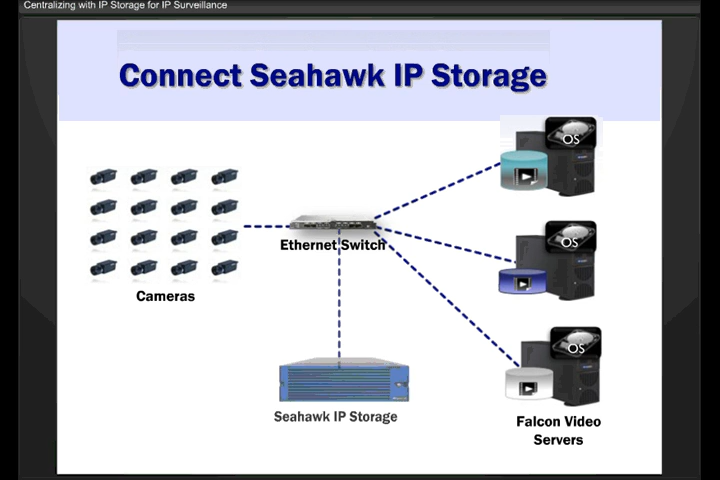 Centralizing with IP Storage for IP Surveillance
Connect Seahawk IP Storage
OS
OS
Ethernet Switch
Cameras
OS
Seahawk IP Storage
Falcon Video
Servers